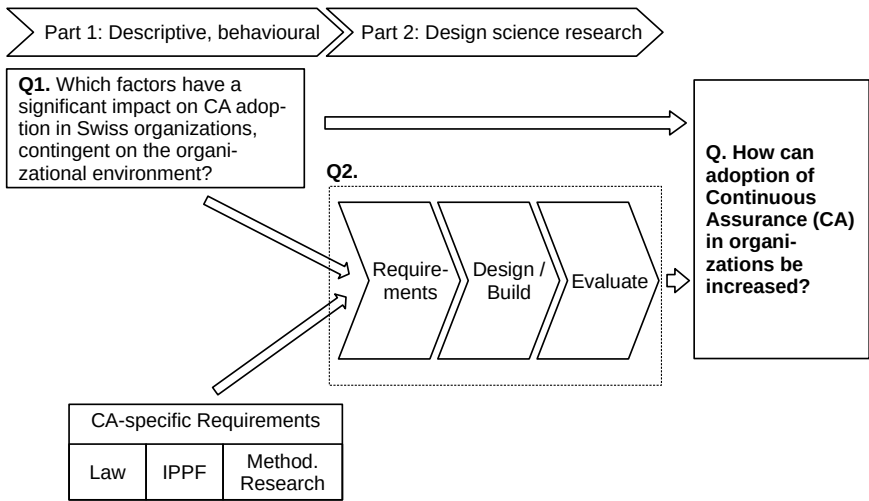 Part 1: Descriptive, behavioural
Part 2: Design science research
Q1. Which factors have a
significant impact on CA adop-
tion in Swiss organizations,
contingent on the organi-
zational environment?
Q2.
Require-
ments
Design /
Build
Evaluate
Q. How can
adoption of
Continuous
Assurance (CA)
in organi-
zations be
increased?
CA-specific Requirements
Law
IPPF
Method.
Research